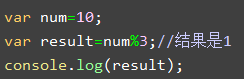 var num=10;
var result=num%3;//结果是1
console.log(result);